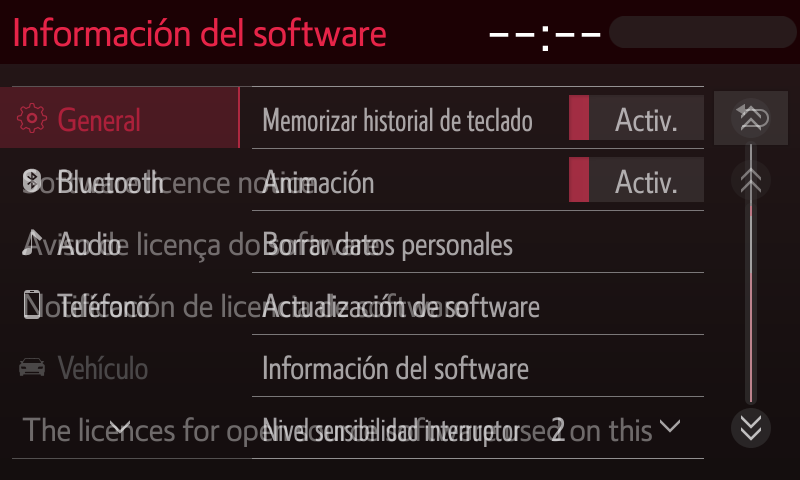 Información del software --:--
General
Memorizar historial de teclado Activ.
Bluetooth
Software licence notice
Animación Activ.
Audio
Aviso de licença do software
Borrar datos personales
Teléfono
Notificación de licencia de software
Actualización de software
Vehículo
Información del software
The licences for open source software used on this
Nivel sensibilidad interruptor 2